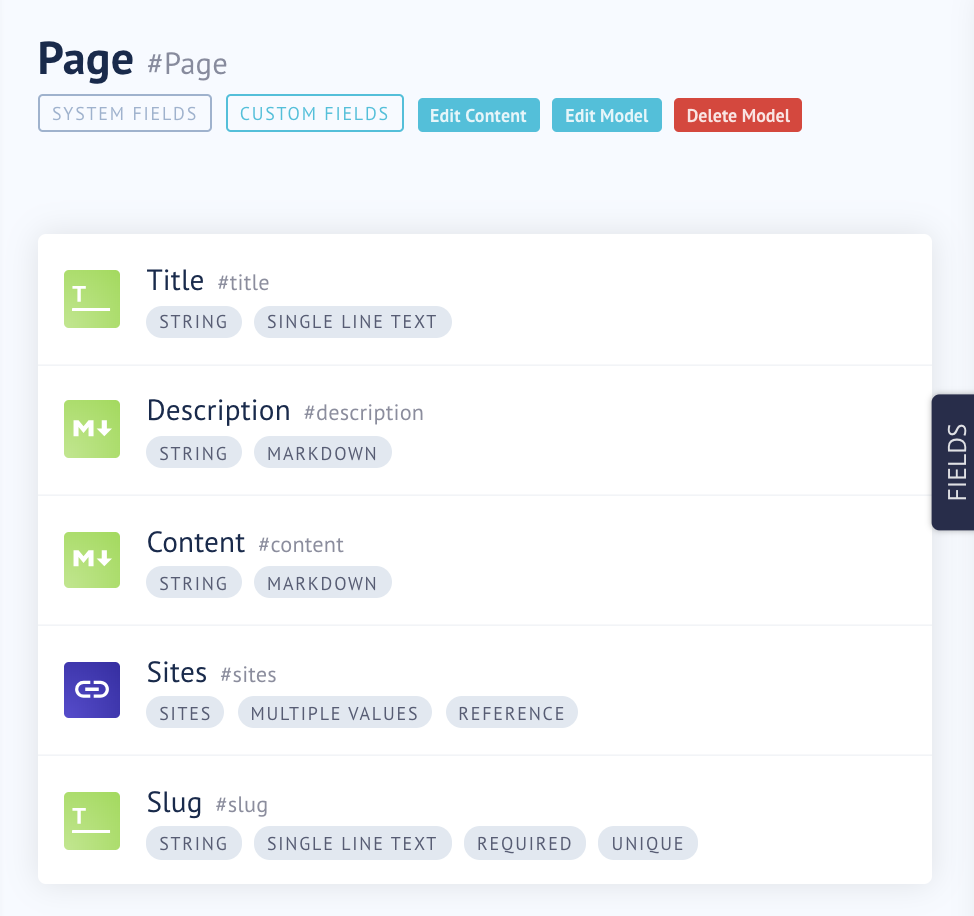 Page #Page
SYSTEM FIELDS CUSTOM FIELDS Edit Content Edit Model Delete Model
T
Title #title
STRING SINGLE LINE TEXT
M
Description #description
STRING MARKDOWN
FIELDS
M
Content #content
STRING MARKDOWN
Sites #sites
SITES MULTIPLE VALUES REFERENCE
T
Slug #slug
STRING SINGLE LINE TEXT REQUIRED UNIQUE